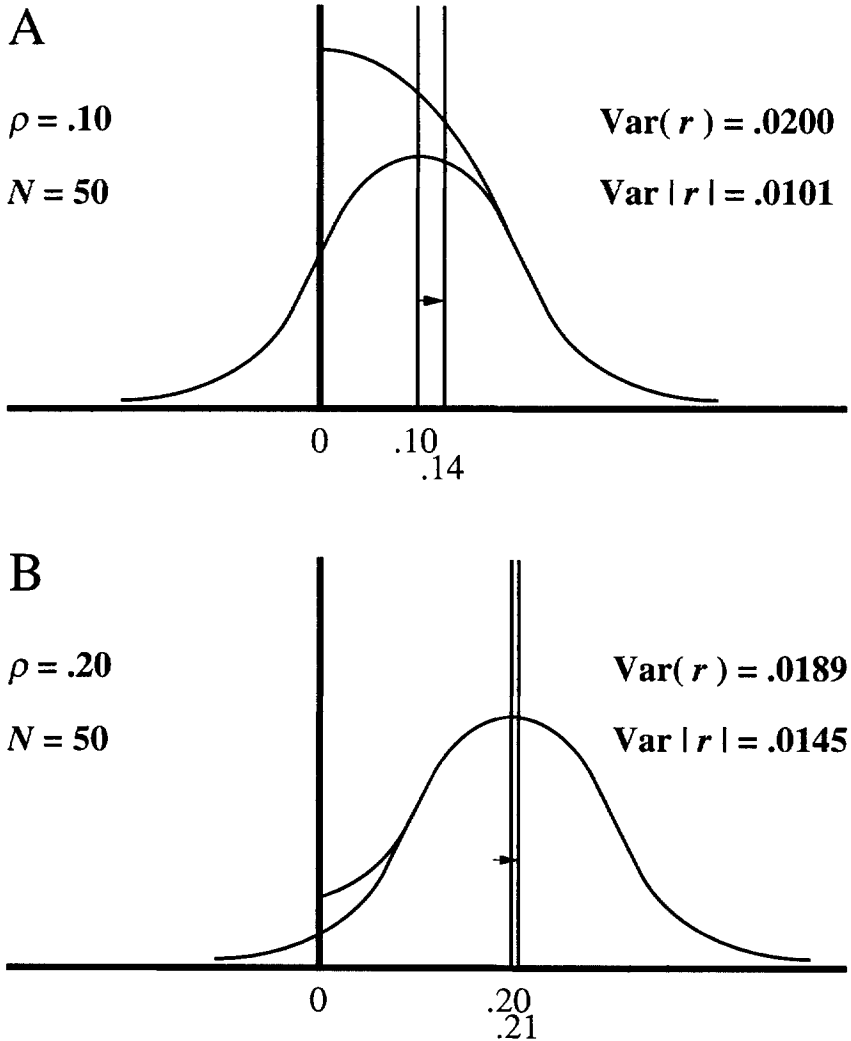 A
ρ = .10
Var( r ) = .0200
N = 50
Var | r | = .0101
0
.10
.14
B
ρ = .20
Var( r ) = .0189
N = 50
Var | r | = .0145
0
.20
.21